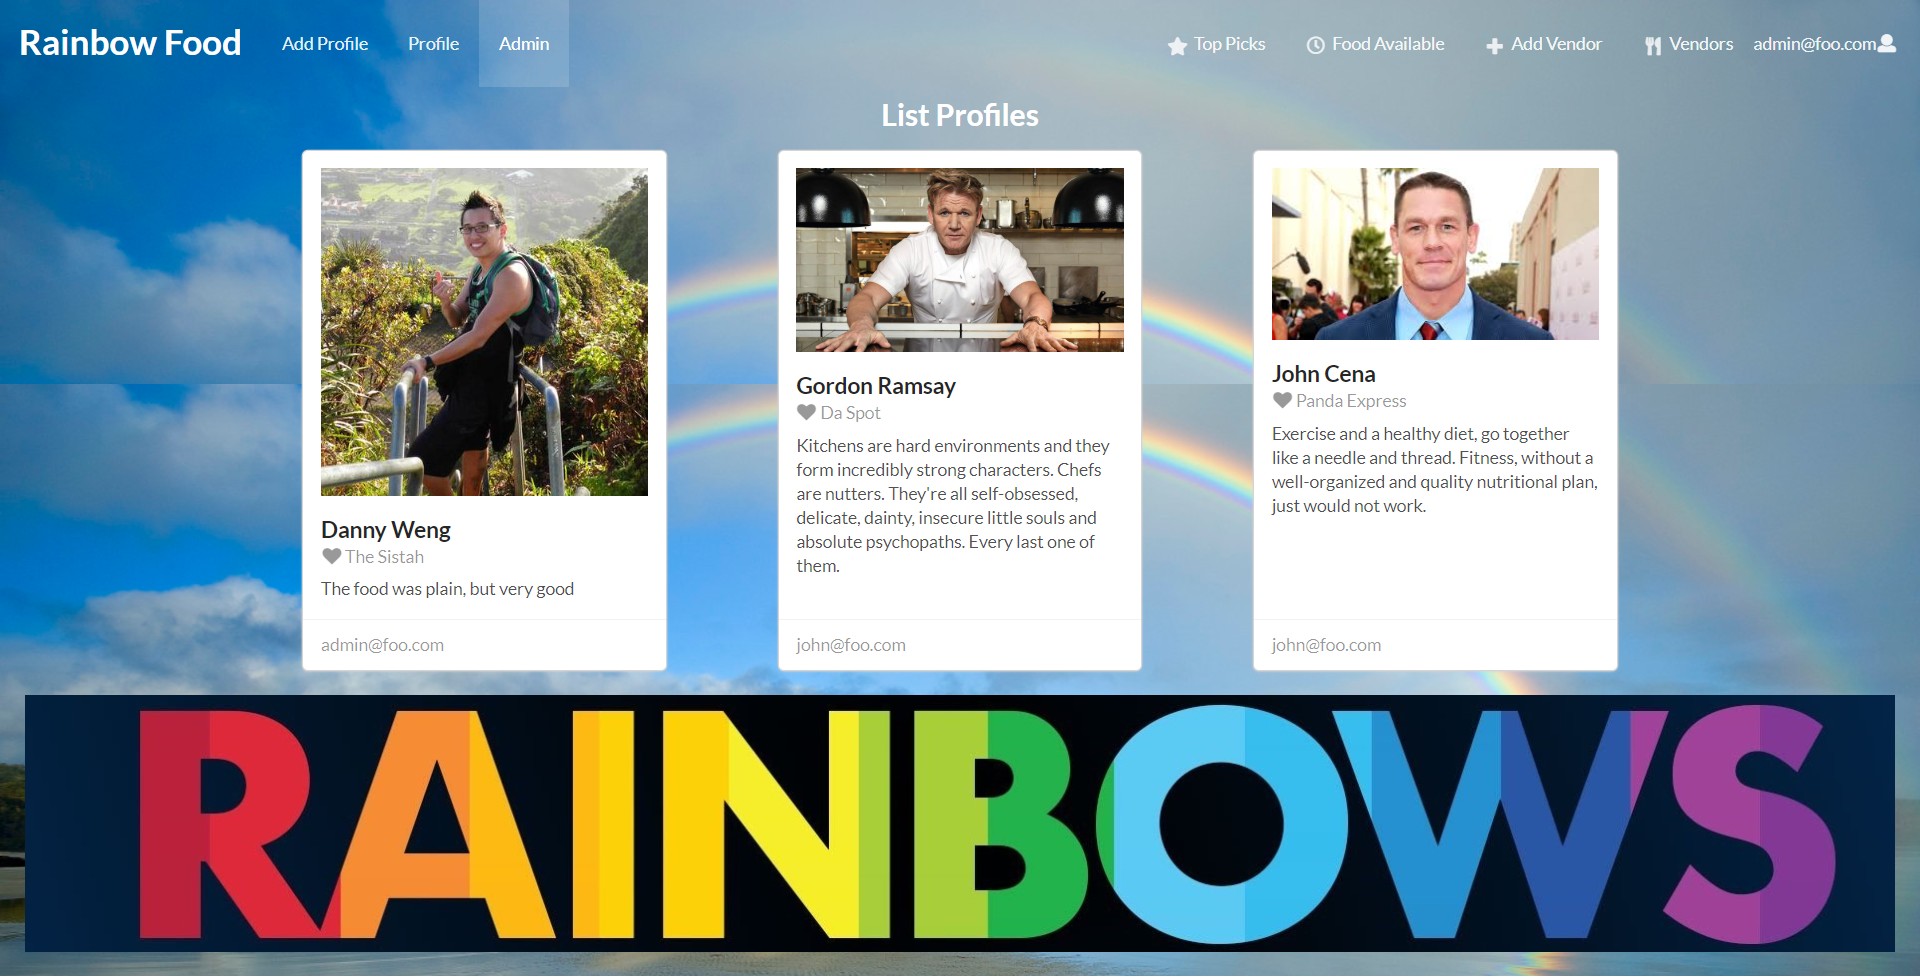 Rainbow Food Add Profile Profile Admin Top Picks Food Available Add Vendor Vendors admin@foo.com
List Profiles
Danny Weng
The Sistah
The food was plain, but very good
admin@foo.com
Gordon Ramsay
Da Spot
Kitchens are hard environments and they
form incredibly strong characters. Chefs
are nutters. They're all self-obsessed,
delicate, dainty, insecure little souls and
absolute psychopaths. Every last one of
them.
john@foo.com
John Cena
Panda Express
Exercise and a healthy diet, go together
like a needle and thread. Fitness, without a
well-organized and quality nutritional plan,
just would not work.
john@foo.com
RAINBOWS